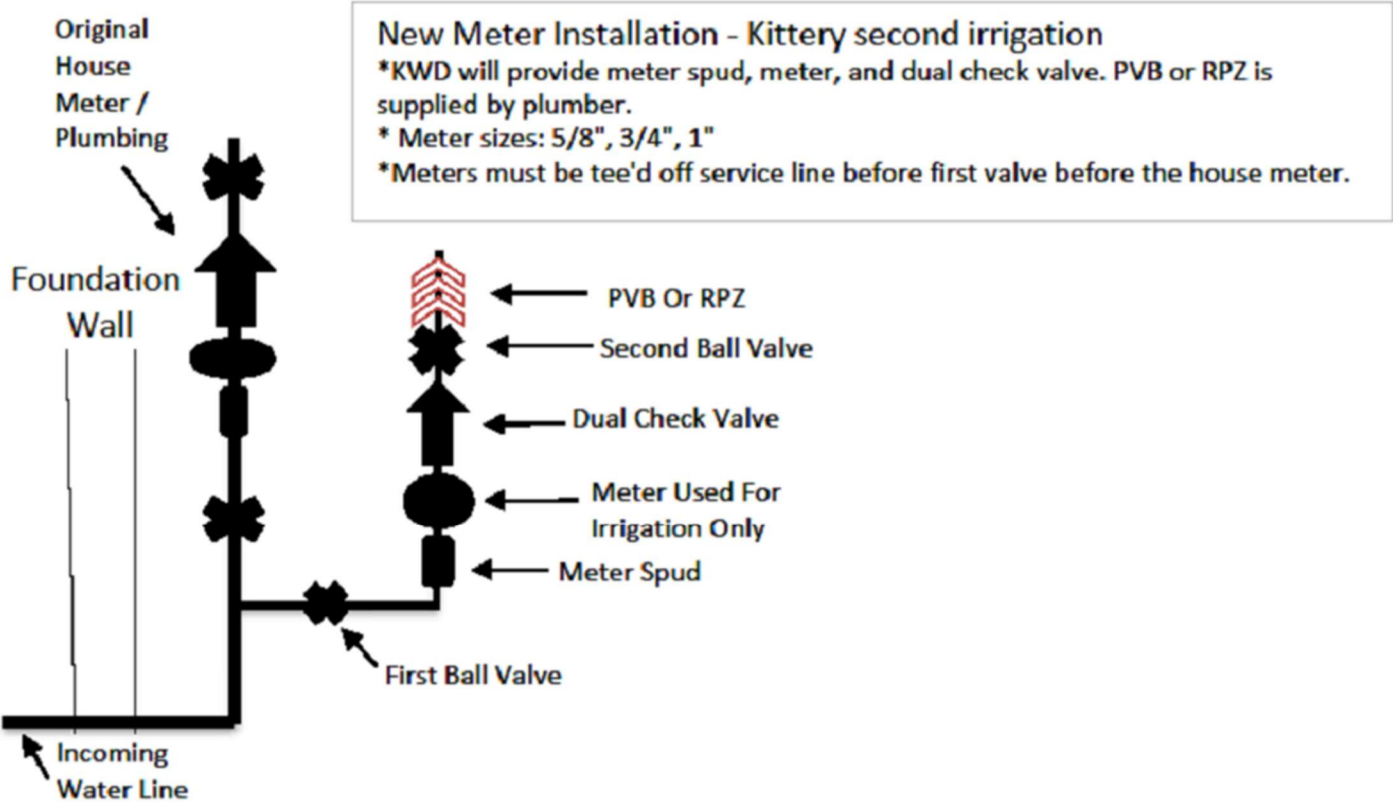 Original
House
Meter /
Plumbing
New Meter Installation - Kittery second irrigation
*KWD will provide meter spud, meter, and dual check valve. PVB or RPZ is
supplied by plumber.
* Meter sizes: 5/8", 3/4", 1"
*Meters must be tee'd off service line before first valve before the house meter.
Foundation
Wall
PVB Or RPZ
Second Ball Valve
Dual Check Valve
Meter Used For
Irrigation Only
Meter Spud
First Ball Valve
Incoming
Water Line